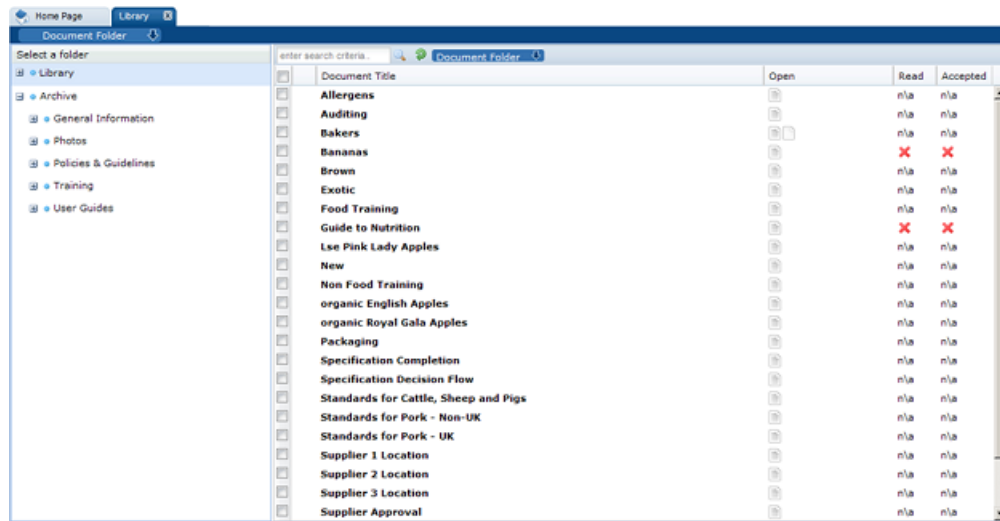 Home Page Library
Document Folder
Select a folder
enter search criteria.. Document Folder
Library
Document Title Open Read Accepted
Archive
General Information
Photos
Policies & Guidelines
Training
User Guides
Allergens n\a n\a
Auditing n\a n\a
Bakers n\a n\a
Bananas
Brown n\a n\a
Exotic n\a n\a
Food Training n\a n\a
Guide to Nutrition
Lse Pink Lady Apples n\a n\a
New n\a n\a
Non Food Training n\a n\a
organic English Apples n\a n\a
organic Royal Gala Apples n\a n\a
Packaging n\a n\a
Specification Completion n\a n\a
Specification Decision Flow n\a n\a
Standards for Cattle, Sheep and Pigs n\a n\a
Standards for Pork - Non-UK n\a n\a
Standards for Pork - UK n\a n\a
Supplier 1 Location n\a n\a
Supplier 2 Location n\a n\a
Supplier 3 Location n\a n\a
Supplier Approval n\a n\a